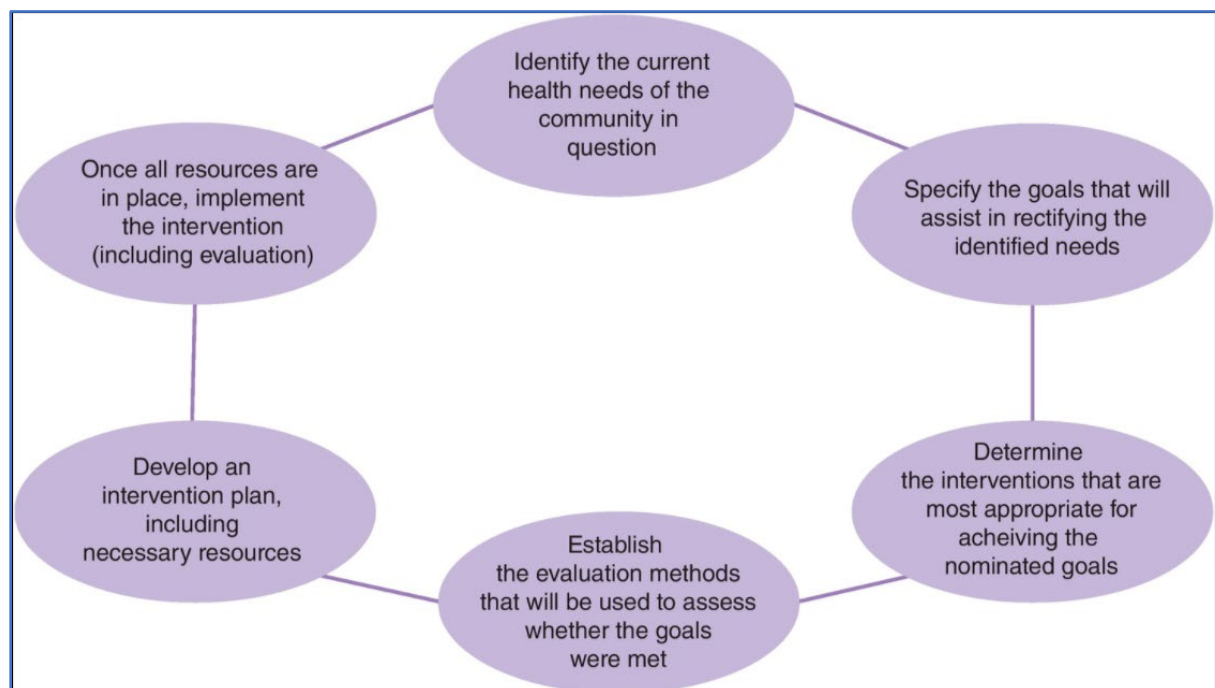 Identify the current
health needs of the
community in
question
Specify the goals that will
assist in rectifying the
identified needs
Determine
the interventions that are
most appropriate for
acheiving the
nominated goals
Establish
the evaluation methods
that will be used to assess
whether the goals
were met
Develop an
intervention plan,
including
necessary resources
Once all resources are
in place, implement
the intervention
(including evaluation)